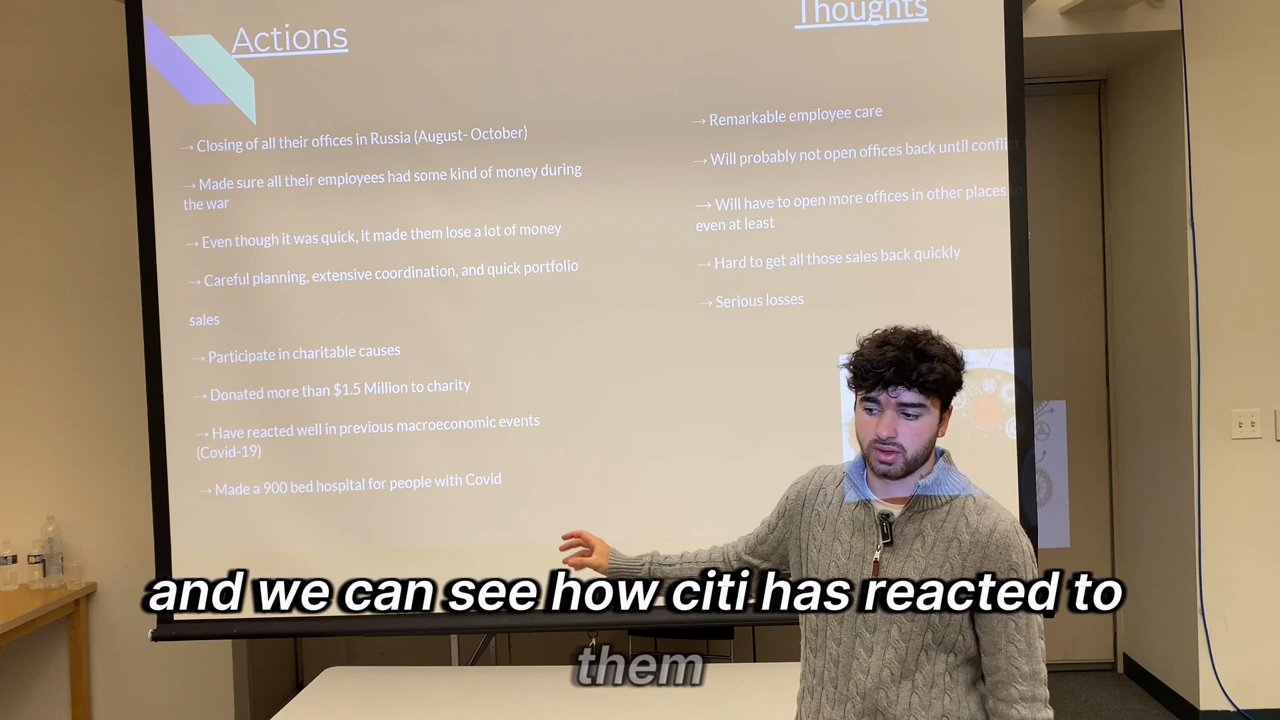 Actions
→ Closing of all their offices in Russia (August- October)
→ Made sure all their employees had some kind of money during
the war
→ Even though it was quick, it made them lose a lot of money
→ Careful planning, extensive coordination, and quick portfolio
sales
→ Participate in charitable causes
→ Donated more than $1.5 Million to charity
→ Have reacted well in previous macroeconomic events
(Covid-19)
→ Made a 900 bed hospital for people with Covid
Thoughts
→ Remarkable employee care
→ Will probably not open offices back until conflict
→ Will have to open more offices in other places to
even at least
→ Hard to get all those sales back quickly
→ Serious losses
and we can see how citi has reacted to
them